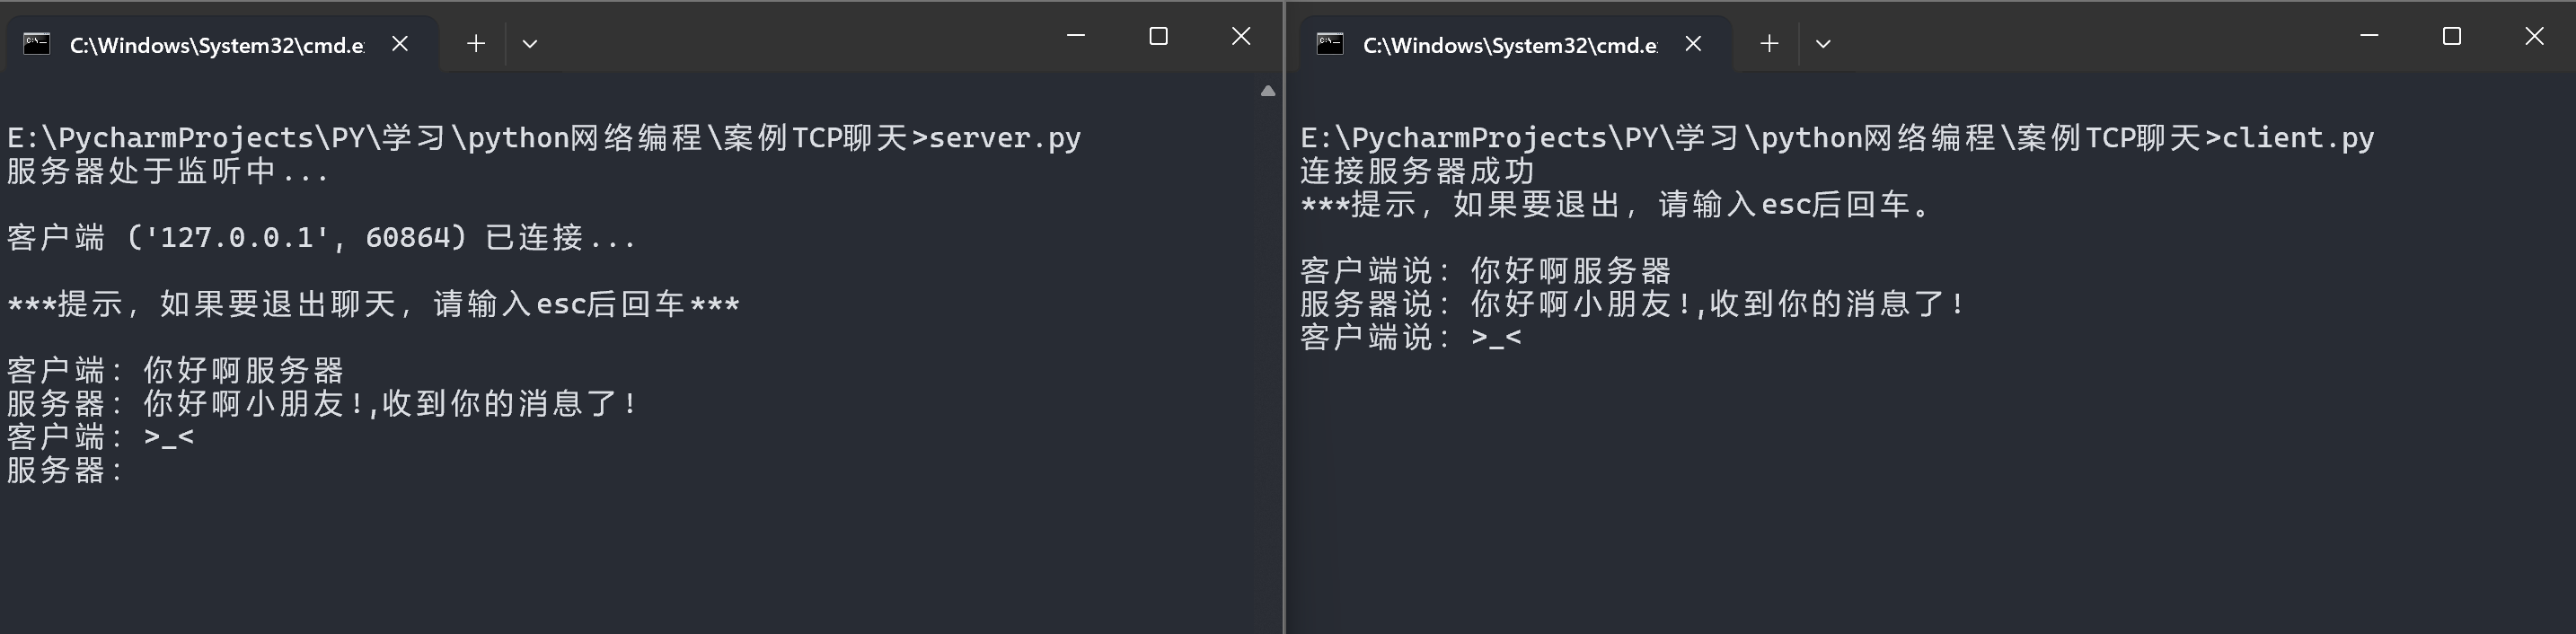 C:\Windows\System32\cmd.e
E:\PycharmProjects\PY\学习\python网络编程\案例TCP聊天>server.py
服务器处于监听中...
客户端 ('127.0.0.1', 60864) 已连接...
***提示，如果要退出聊天，请输入esc后回车***
客户端：你好啊服务器
服务器：你好啊小朋友!,收到你的消息了!
客户端：>_<
服务器：
C:\Windows\System32\cmd.e
E:\PycharmProjects\PY\学习\python网络编程\案例TCP聊天>client.py
连接服务器成功
***提示，如果要退出，请输入esc后回车。
客户端说：你好啊服务器
服务器说：你好啊小朋友!,收到你的消息了!
客户端说：>_<